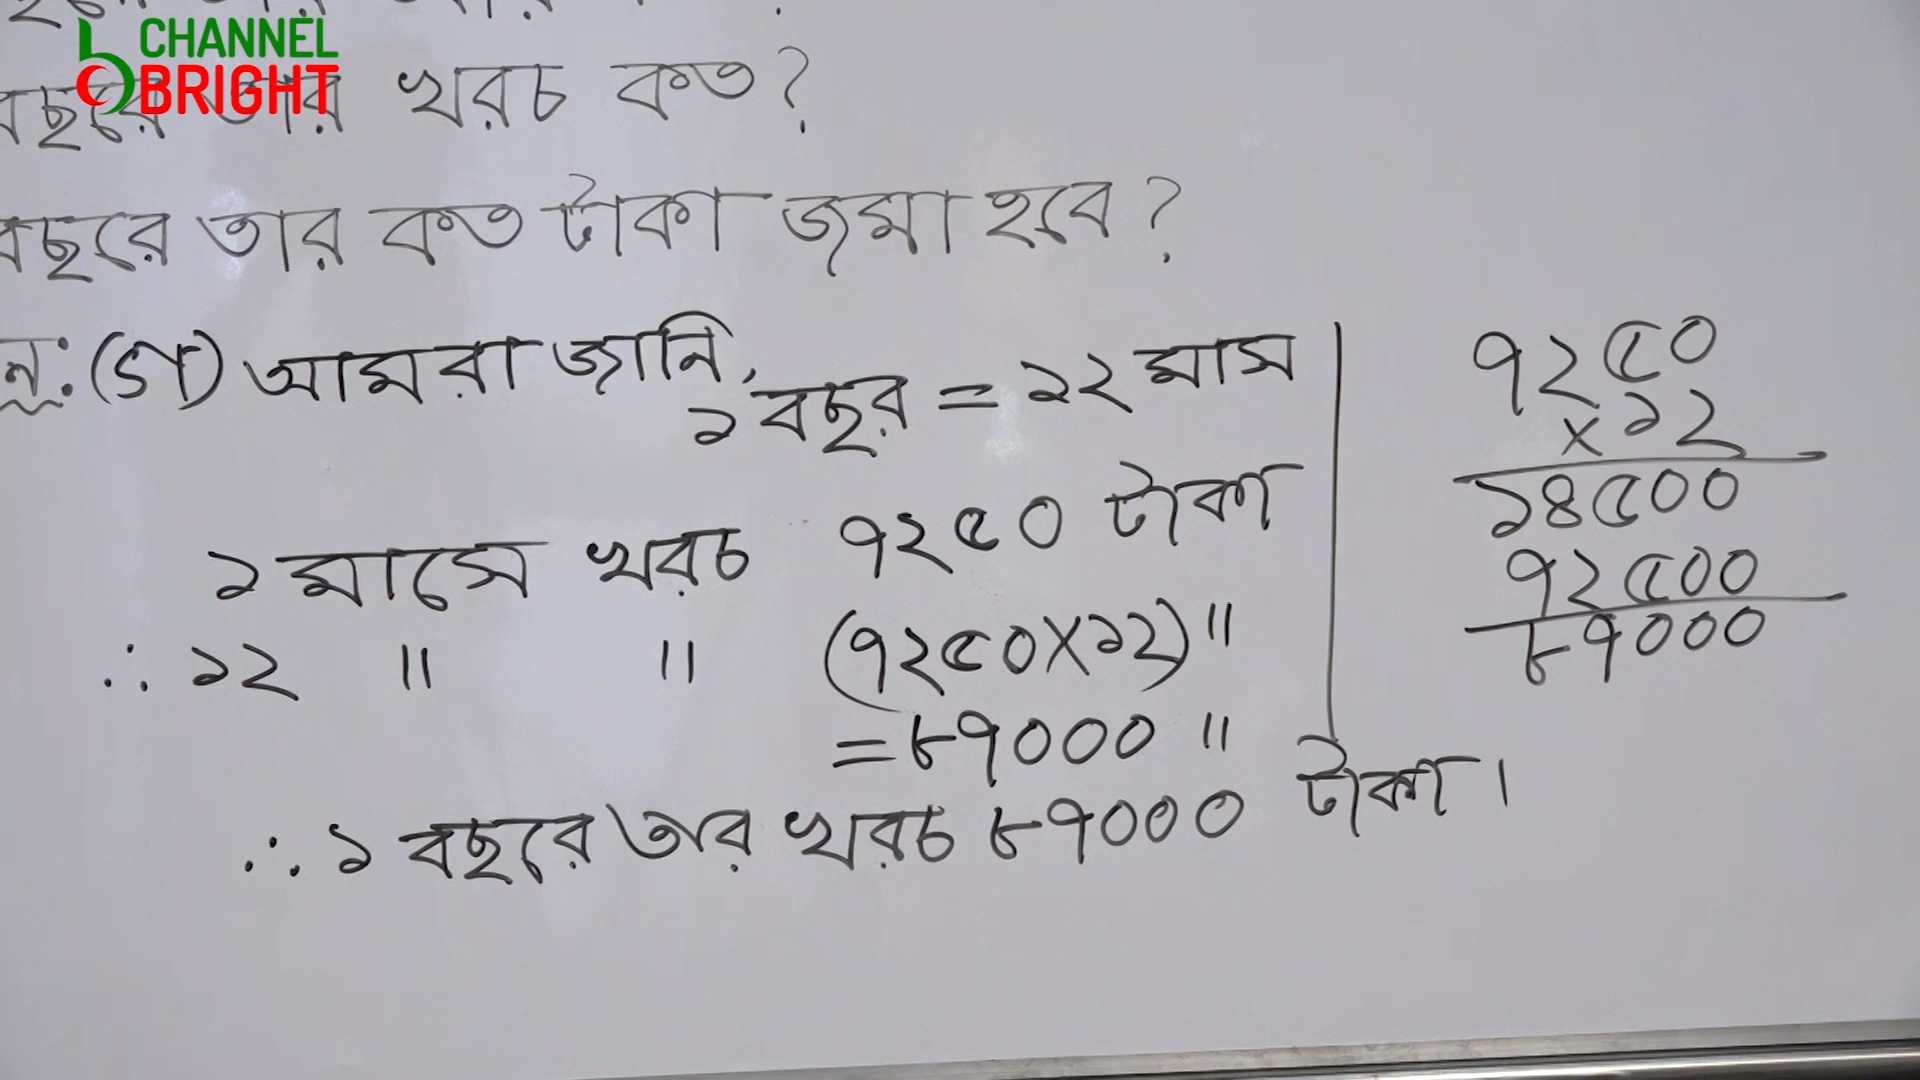 CHANNEL
BRIGHT
বছরে তার খরচ কত?
বছরে তার কত টাকা জমা হবে?
(গ) আমরা জানি,
১ বছর = ১২ মাস
১ মাসে খরচ ৭২৫০ টাকা
∴ ১২ " " (৭২৫০×১২) "
= ৮৭০০০ "
∴ ১ বছরে তার খরচ ৮৭০০০ টাকা।
৭২৫০
×১২
১৪৫০০
৭২৫০০
৮৭০০০